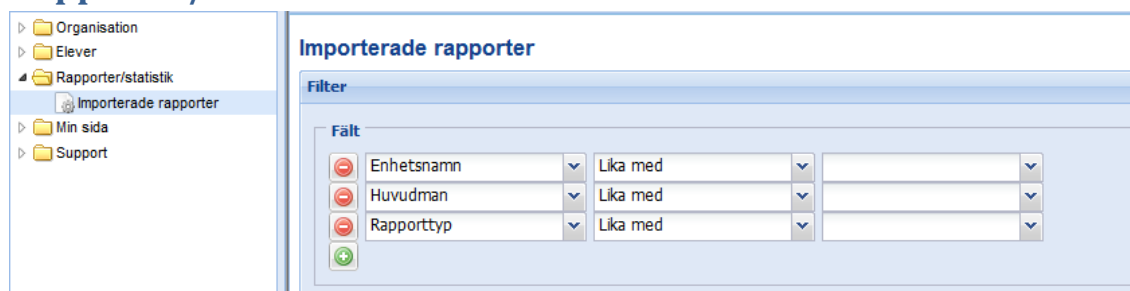 Organisation
Elever
Rapporter/statistik
Importerade rapporter
Min sida
Support
Importerade rapporter
Filter
Fält
Enhetsnamn Lika med
Huvudman Lika med
Rapporttyp Lika med